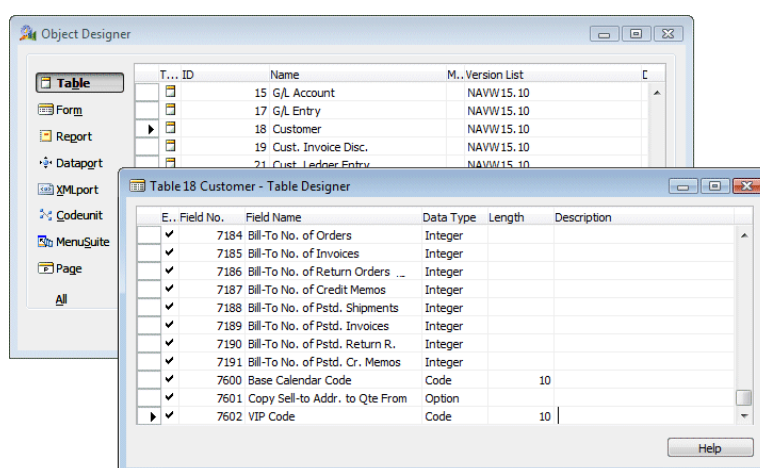 Object Designer
T... ID Name M.. Version List D
Table
15 G/L Account NAVW15.10
Form
17 G/L Entry NAVW15.10
18 Customer NAVW15.10
Report
19 Cust. Invoice Disc. NAVW15.10
Dataport
21 Cust. Ledger Entry NAVW15.10
XMLport
Codeunit
MenuSuite
Page
All
Table 18 Customer - Table Designer
E.. Field No. Field Name Data Type Length Description
7184 Bill-To No. of Orders Integer
7185 Bill-To No. of Invoices Integer
7186 Bill-To No. of Return Orders ... Integer
7187 Bill-To No. of Credit Memos Integer
7188 Bill-To No. of Pstd. Shipments Integer
7189 Bill-To No. of Pstd. Invoices Integer
7190 Bill-To No. of Pstd. Return R. Integer
7191 Bill-To No. of Pstd. Cr. Memos Integer
7600 Base Calendar Code Code 10
7601 Copy Sell-to Addr. to Qte From Option
7602 VIP Code Code 10
Help